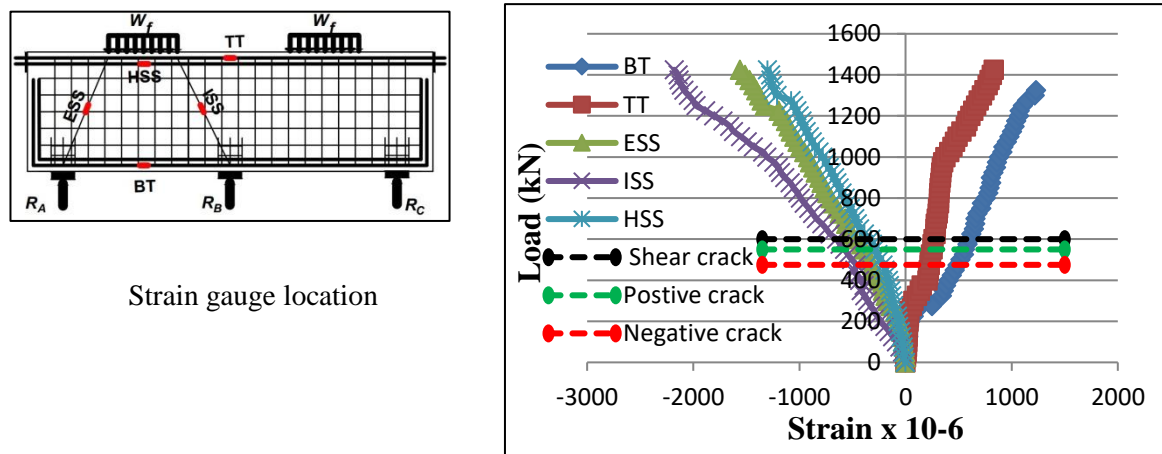 Wf
Wf
TT
HSS
ESS
ISS
BT
RA
RB
RC
Strain gauge location
Load (kN)
1600
1400
1200
1000
800
600
400
200
0
-3000 -2000 -1000 0 1000 2000
Strain x 10-6
BT
TT
ESS
ISS
HSS
Shear crack
Postive crack
Negative crack